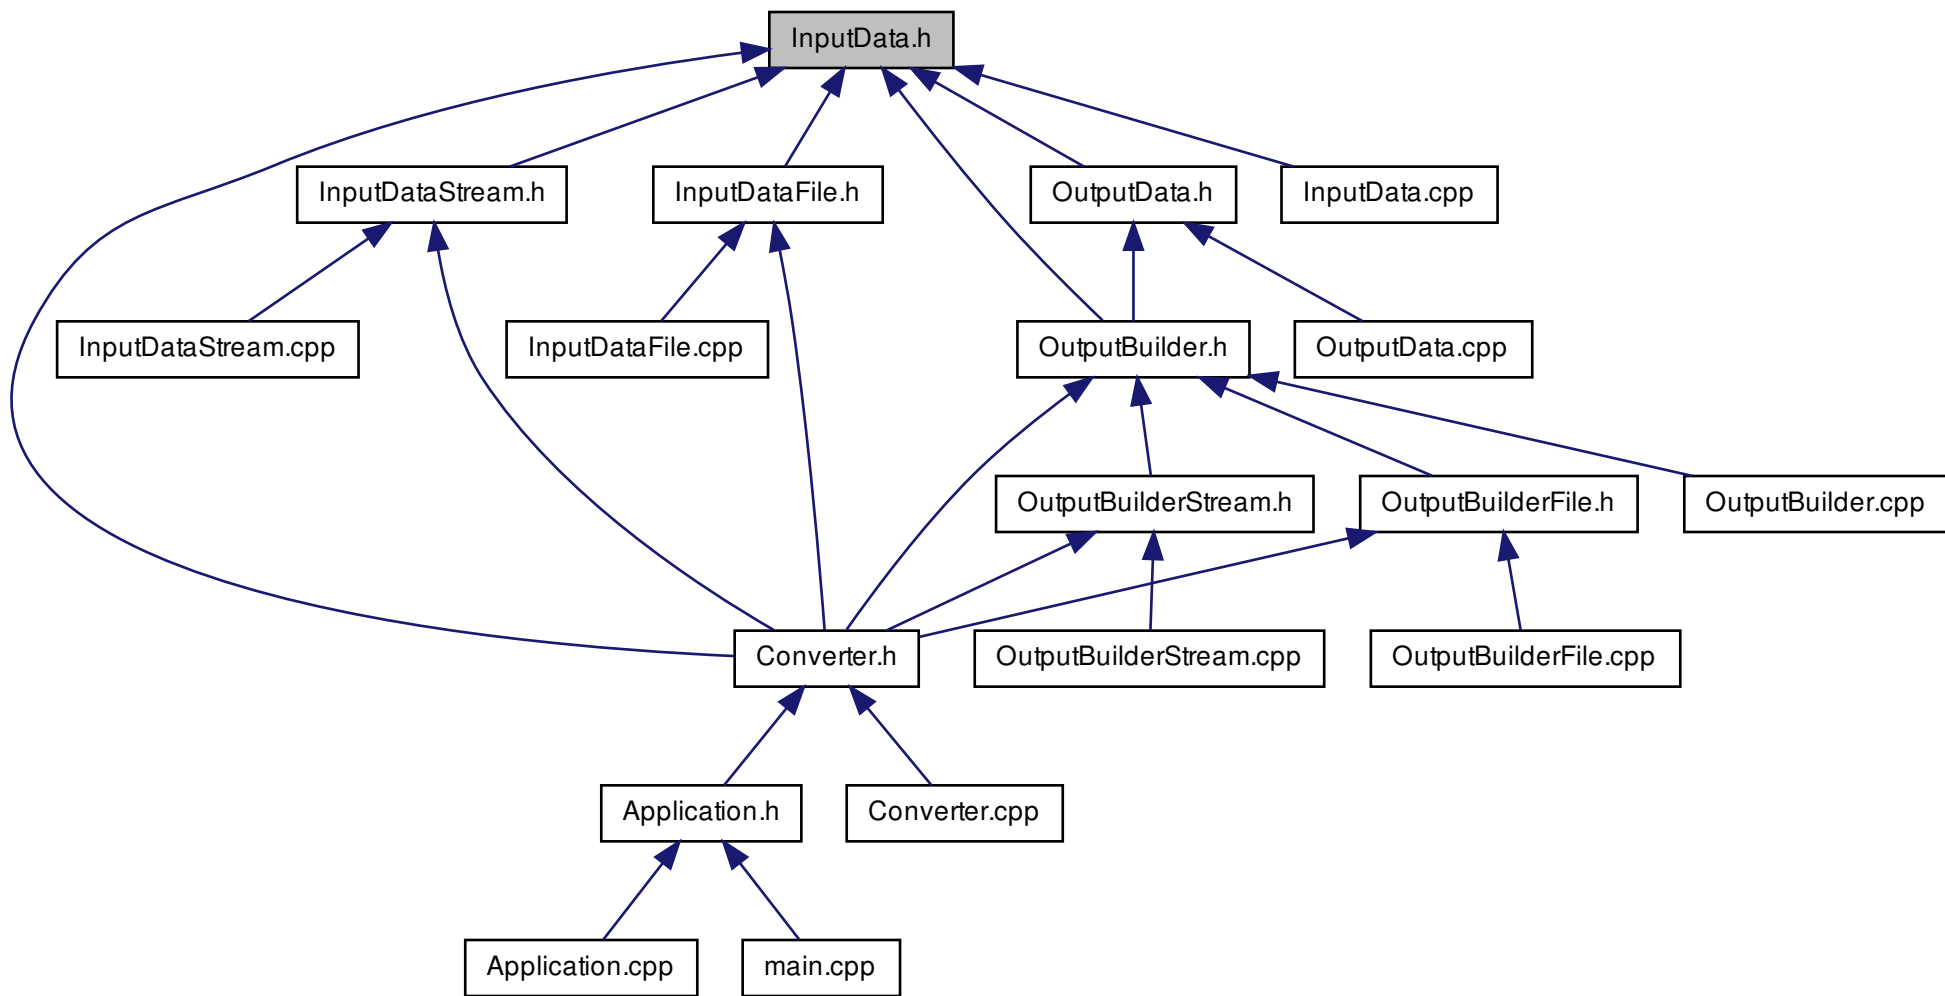 InputData.h
InputDataStream.h
InputDataFile.h
OutputData.h
InputData.cpp
InputDataStream.cpp
InputDataFile.cpp
OutputBuilder.h
OutputData.cpp
OutputBuilderStream.h
OutputBuilderFile.h
OutputBuilder.cpp
Converter.h
OutputBuilderStream.cpp
OutputBuilderFile.cpp
Application.h
Converter.cpp
Application.cpp
main.cpp